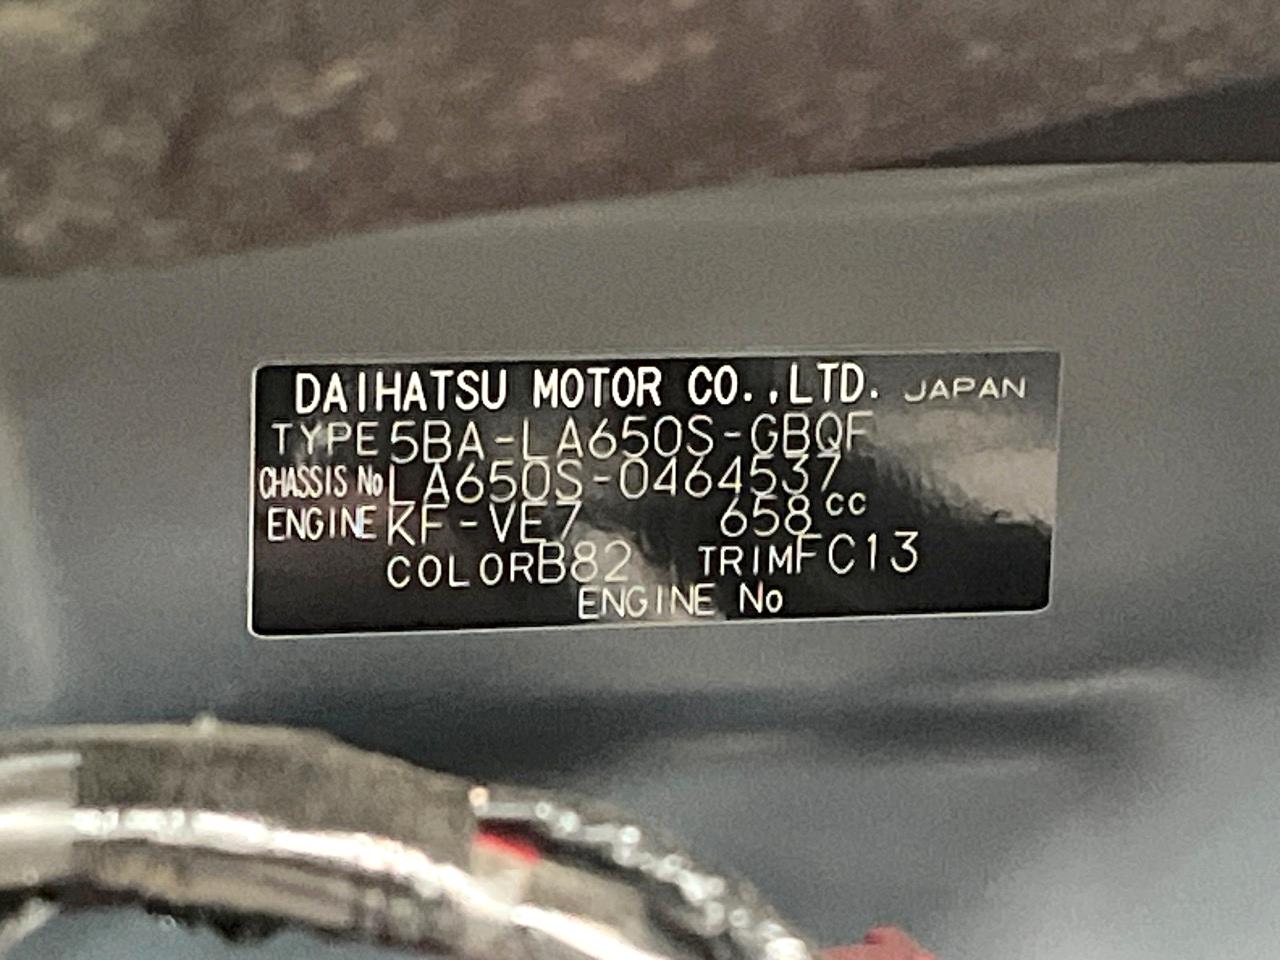 DAIHATSU MOTOR CO.,LTD. JAPAN
TYPE 5BA-LA650S-GBQF
CHASSIS No LA650S-0464537
ENGINE KF-VE7 658cc
COLOR B82 TRIM FC13
ENGINE No